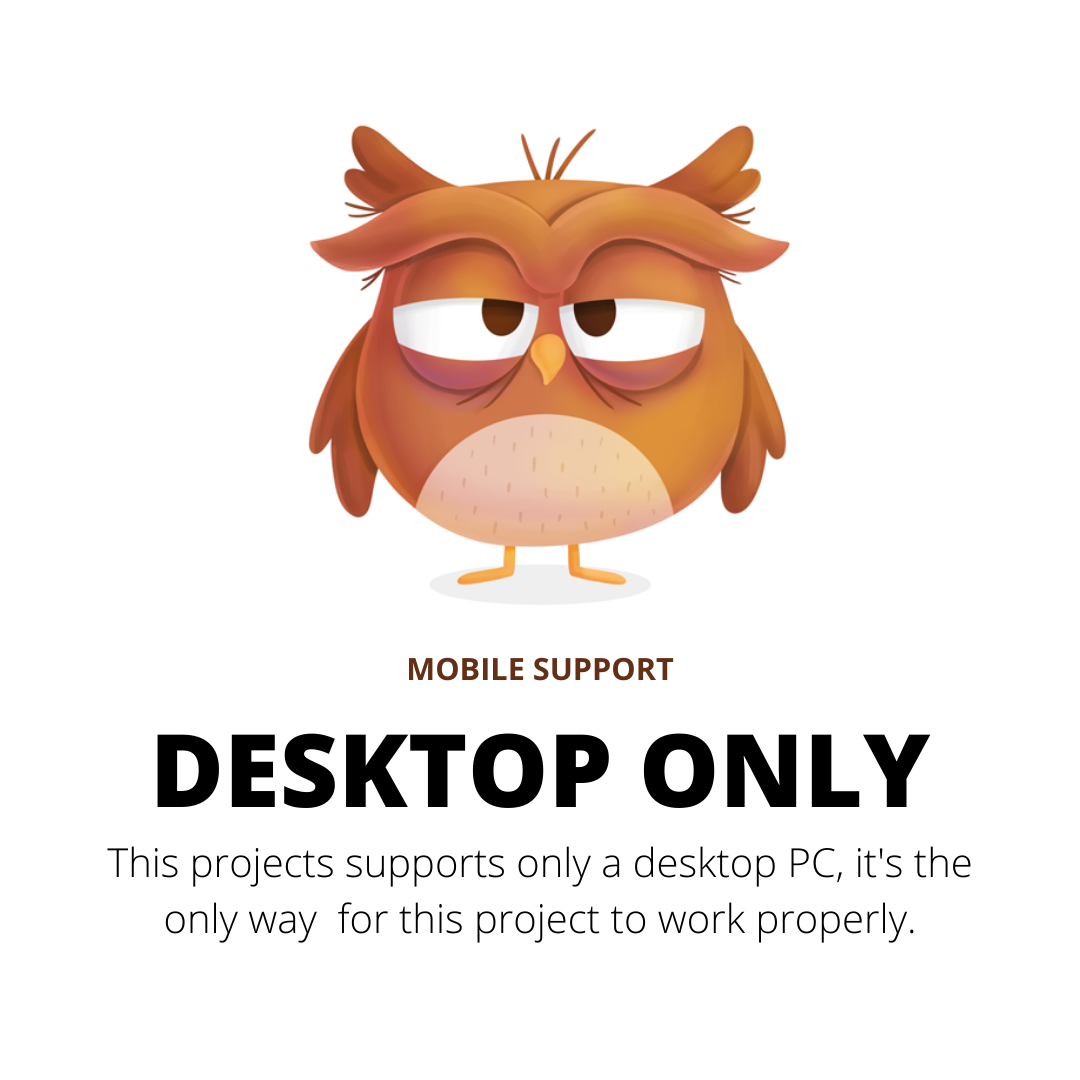 MOBILE SUPPORT
DESKTOP ONLY
This projects supports only a desktop PC, it's the
only way  for this project to work properly.